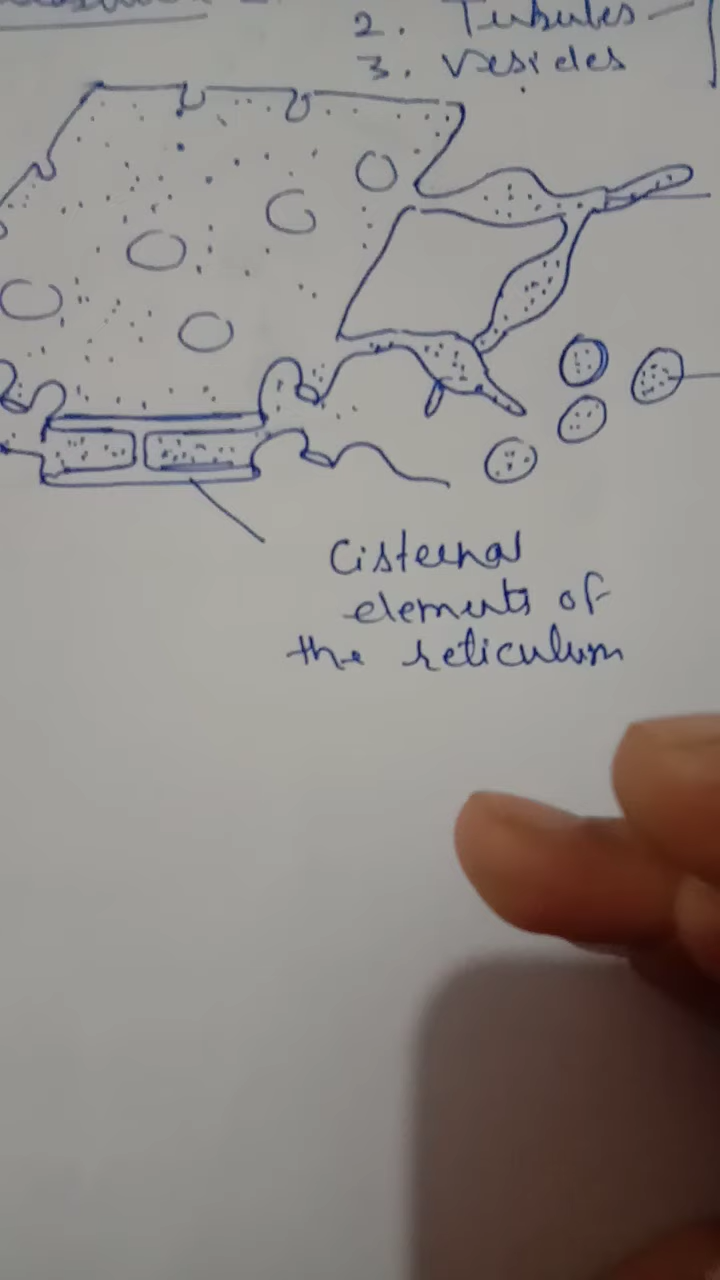 2. Tubules
3. Vesicles
Cisternal
elements of
the reticulum